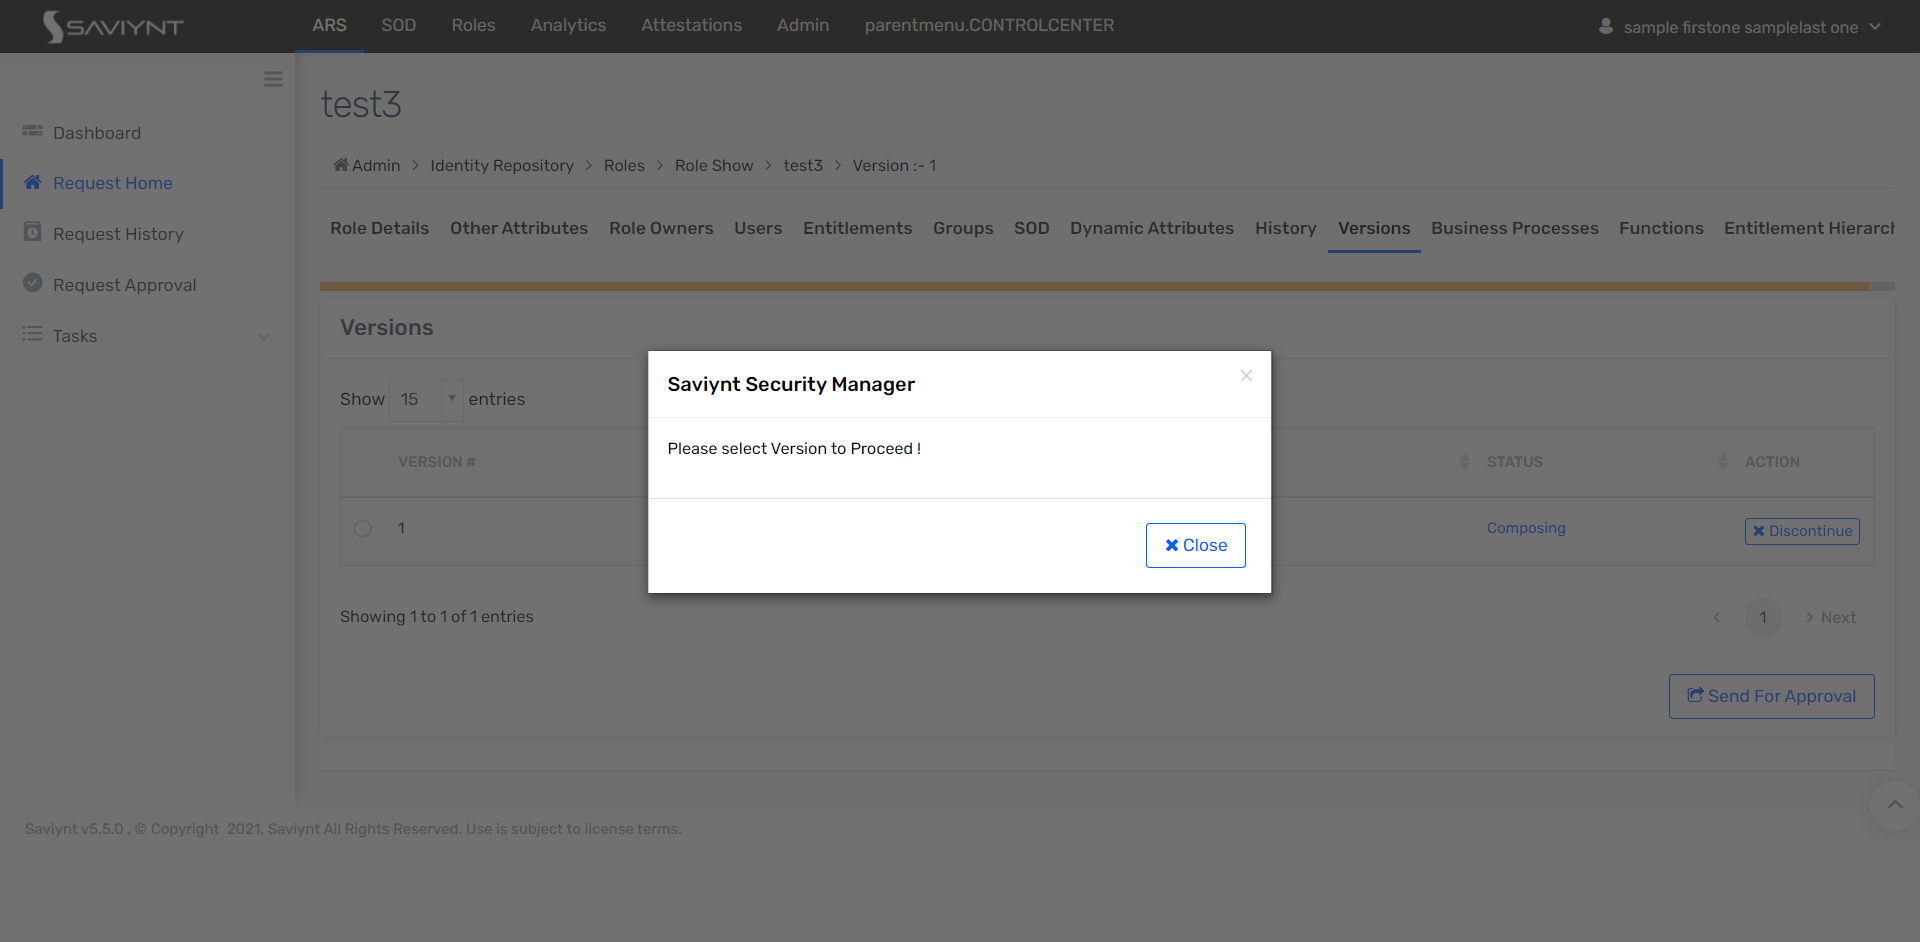 SAVIYNT
ARS SOD Roles Analytics Attestations Admin parentmenu.CONTROLCENTER
sample firstone samplelast one
Dashboard
Request Home
Request History
Request Approval
Tasks
test3
Admin > Identity Repository > Roles > Role Show > test3 > Version :- 1
Role Details Other Attributes Role Owners Users Entitlements Groups SOD Dynamic Attributes History Versions Business Processes Functions Entitlement Hierarch
Versions
Show 15 entries
VERSION # STATUS ACTION
1 Composing Discontinue
Saviynt Security Manager
Please select Version to Proceed !
Close
Showing 1 to 1 of 1 entries
1 Next
Send For Approval
Saviynt v5.5.0 , © Copyright 2021, Saviynt All Rights Reserved. Use is subject to license terms.